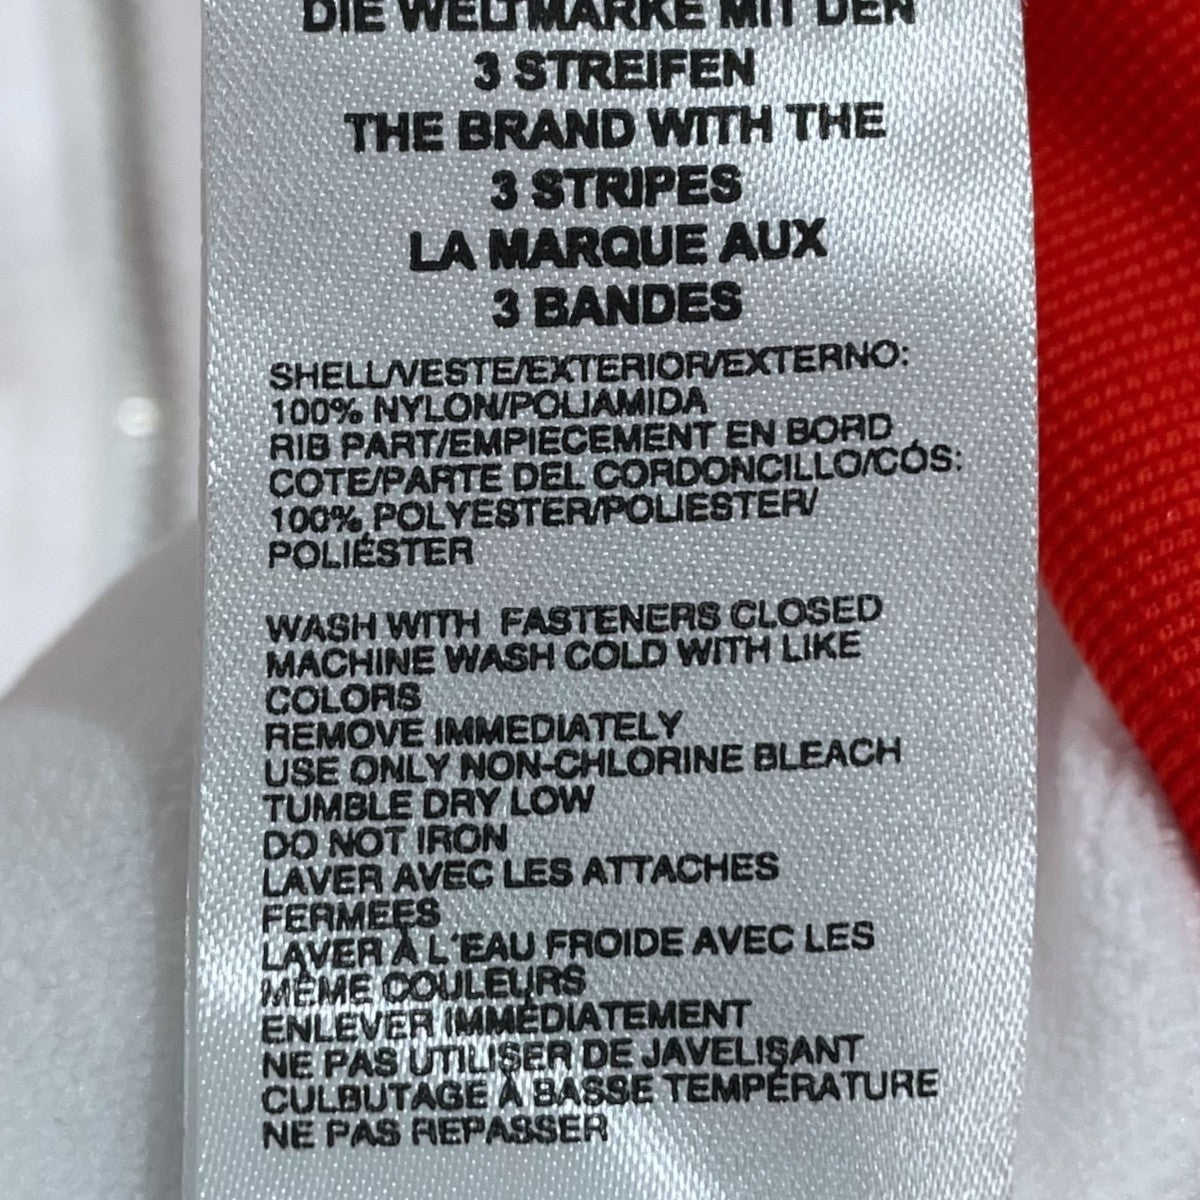 DIE WELTMARKE MIT DEN
3 STREIFEN
THE BRAND WITH THE
3 STRIPES
LA MARQUE AUX
3 BANDES
SHELL/VESTE/EXTERIOR/EXTERNO:
100% NYLON/POLIAMIDA
RIB PART/EMPIECEMENT EN BORD
COTE/PARTE DEL CORDONCILLO/CÓS:
100% POLYESTER/POLIESTER/
POLIÉSTER
WASH WITH FASTENERS CLOSED
MACHINE WASH COLD WITH LIKE
COLORS
REMOVE IMMEDIATELY
USE ONLY NON-CHLORINE BLEACH
TUMBLE DRY LOW
DO NOT IRON
LAVER AVEC LES ATTACHES
FERMEES
LAVER À L'EAU FROIDE AVEC LES
MÊME COULEURS
ENLEVER IMMÉDIATEMENT
NE PAS UTILISER DE JAVELISANT
CULBUTAGE À BASSE TEMPÉRATURE
NE PAS REPASSER